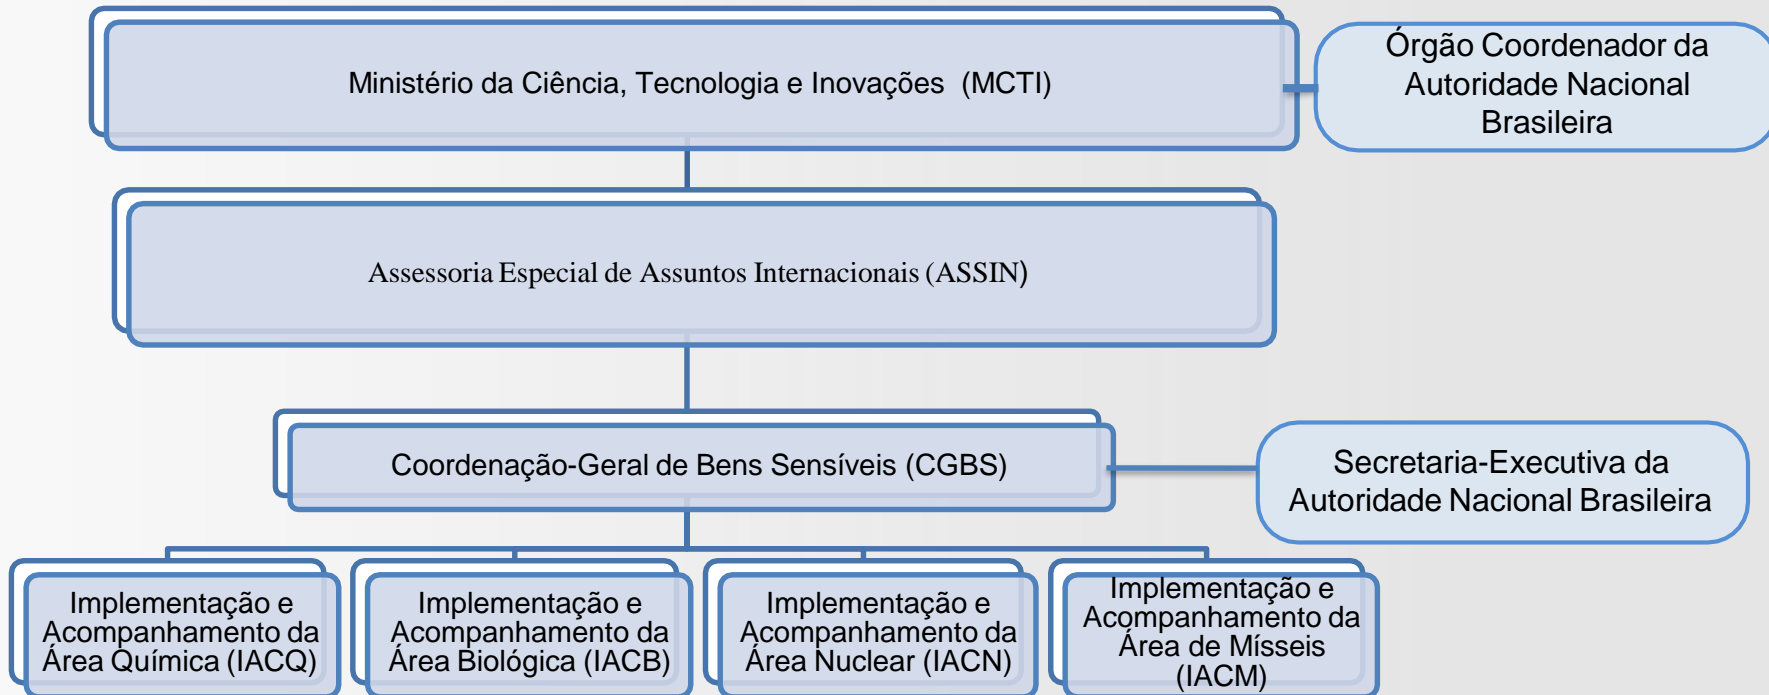 Ministério da Ciência, Tecnologia e Inovações (MCTI)
Órgão Coordenador da
Autoridade Nacional
Brasileira
Assessoria Especial de Assuntos Internacionais (ASSIN)
Coordenação-Geral de Bens Sensíveis (CGBS)
Secretaria-Executiva da
Autoridade Nacional Brasileira
Implementação e
Acompanhamento da
Área Química (IACQ)
Implementação e
Acompanhamento da
Área Biológica (IACB)
Implementação e
Acompanhamento da
Área Nuclear (IACN)
Implementação e
Acompanhamento da
Área de Mísseis
(IACM)